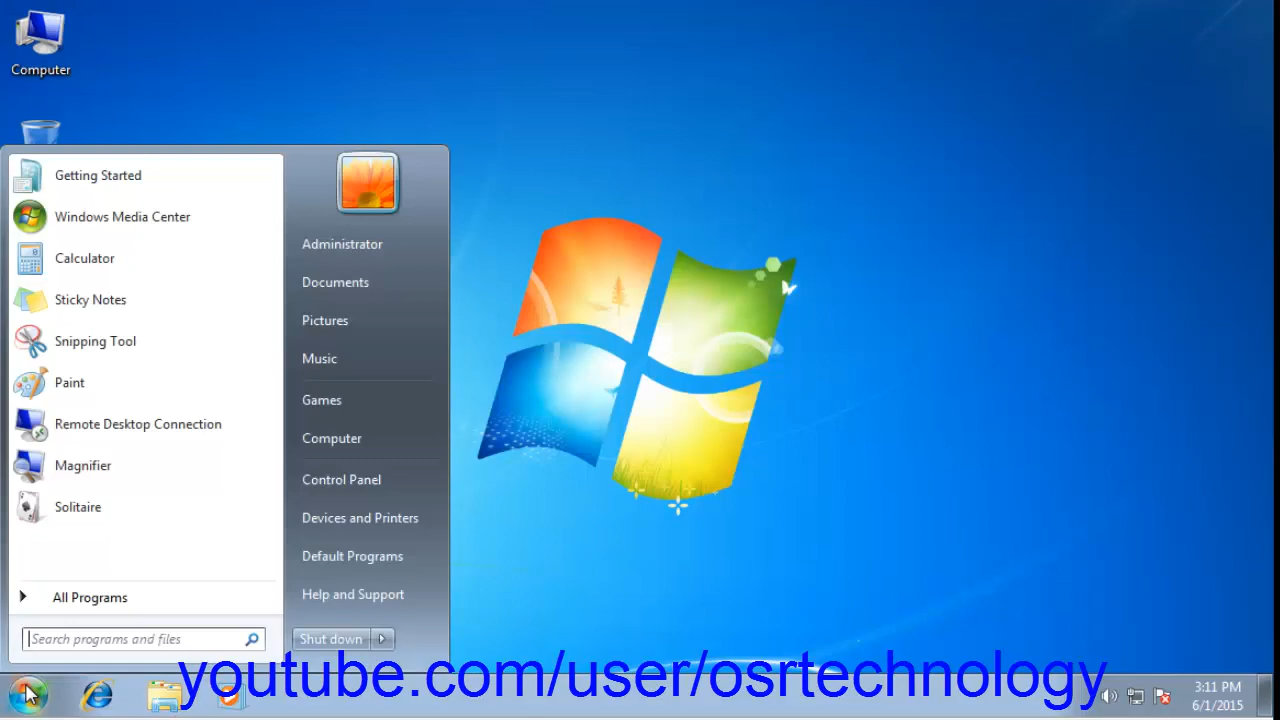 Computer
Getting Started
Windows Media Center
Calculator
Sticky Notes
Snipping Tool
Paint
Remote Desktop Connection
Magnifier
Solitaire
All Programs
Search programs and files
Administrator
Documents
Pictures
Music
Games
Computer
Control Panel
Devices and Printers
Default Programs
Help and Support
Shut down
youtube.com/user/osrtechnology
3:11 PM
6/1/2015